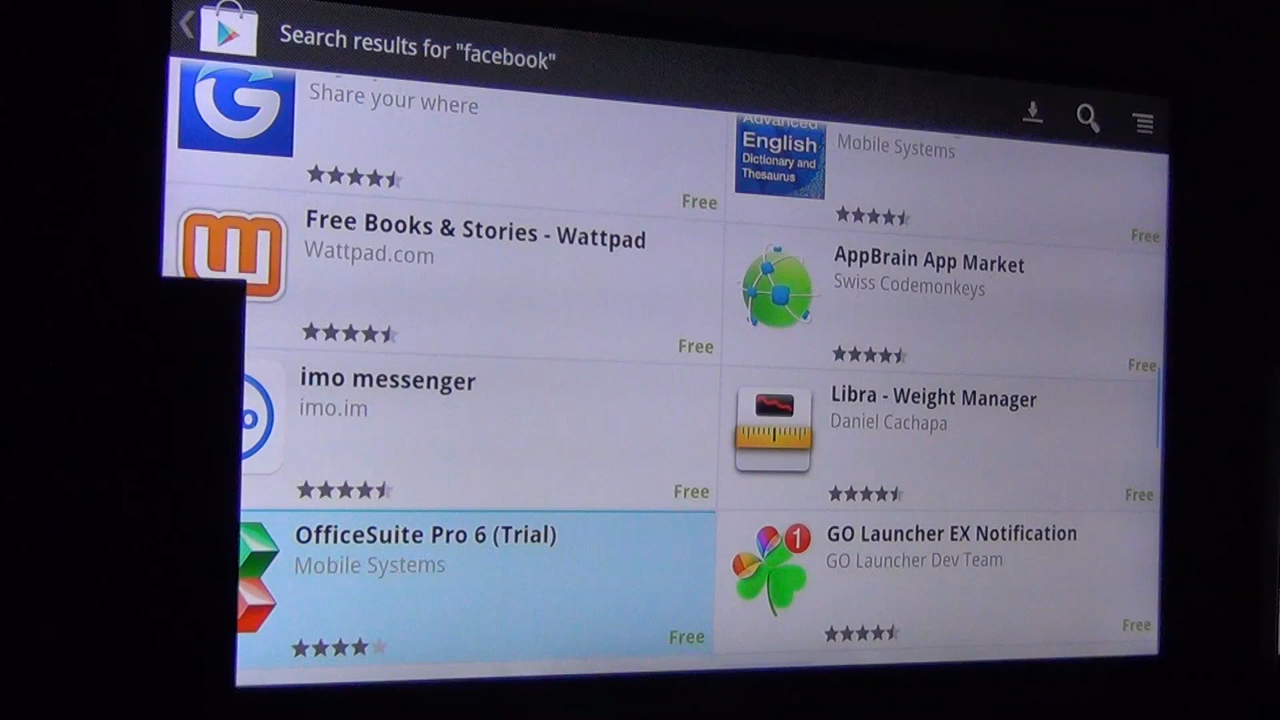 Search results for "facebook"
Share your where
Free
Free Books & Stories - Wattpad
Wattpad.com
Free
imo messenger
imo.im
Free
OfficeSuite Pro 6 (Trial)
Mobile Systems
Free
Advanced
English
Dictionary and
Thesaurus
Mobile Systems
Free
AppBrain App Market
Swiss Codemonkeys
Free
Libra - Weight Manager
Daniel Cachapa
Free
1
GO Launcher EX Notification
GO Launcher Dev Team
Free